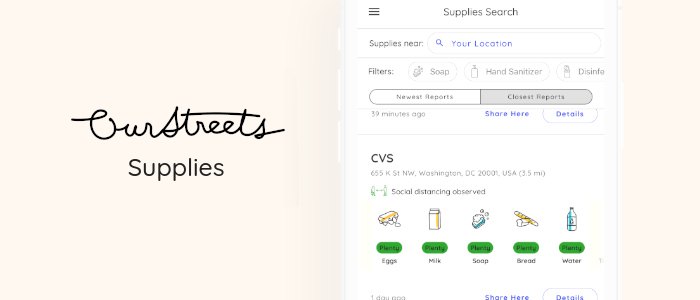 OurStreets
Supplies
Supplies Search
Supplies near: Your Location
Filters: Soap Hand Sanitizer Disinfe
Newest Reports Closest Reports
39 minutes ago Share Here Details
CVS
655 K St NW, Washington, DC 20001, USA (3.5 mi)
Social distancing observed
Plenty Plenty Plenty Plenty Plenty
Eggs Milk Soap Bread Water
1 day ago Share Here Details